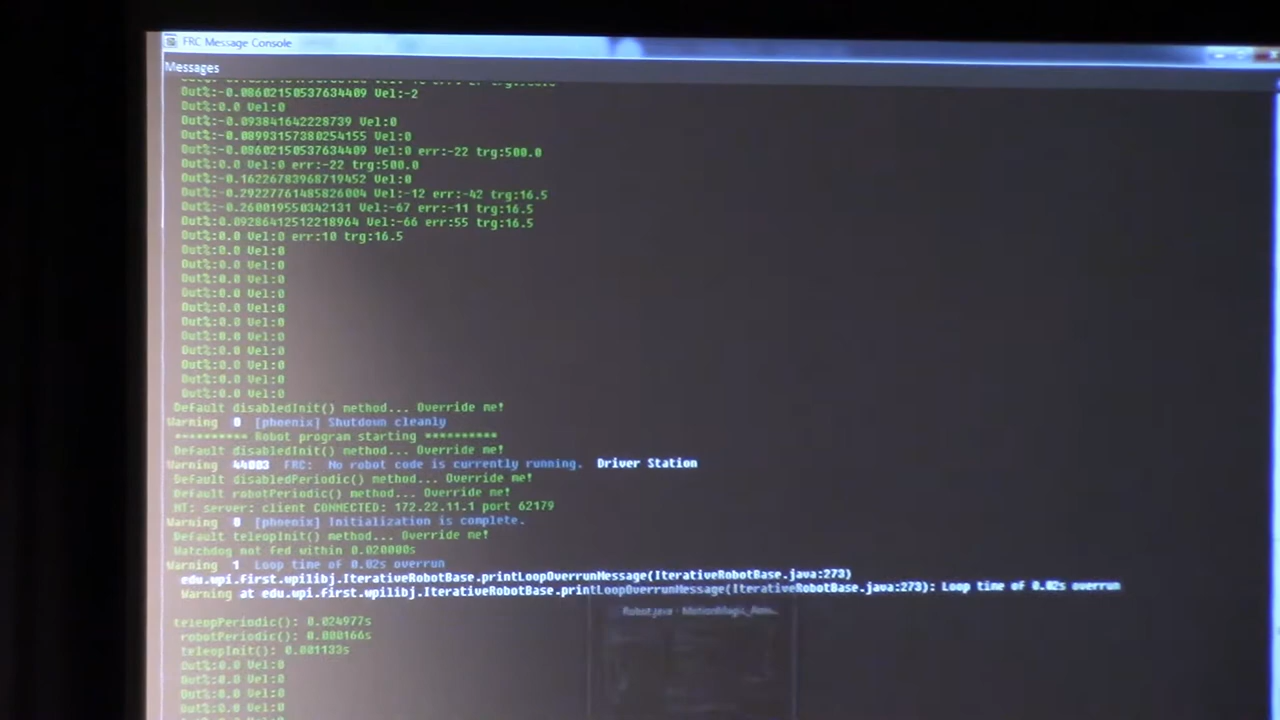 FRC Message Console
Messages
Out%:-0.08602150537634409 Vel:-2
Out%:0.0 Vel:0
Out%:-0.093841642228739 Vel:0
Out%:-0.08993157380254155 Vel:0
Out%:-0.08602150537634409 Vel:0 err:-22 trg:500.0
Out%:0.0 Vel:0 err:-22 trg:500.0
Out%:-0.16226783968719452 Vel:0
Out%:-0.29227761485826004 Vel:-12 err:-42 trg:16.5
Out%:-0.260019550342131 Vel:-67 err:-11 trg:16.5
Out%:0.09286412512218964 Vel:-66 err:55 trg:16.5
Out%:0.0 Vel:0 err:10 trg:16.5
Out%:0.0 Vel:0
Out%:0.0 Vel:0
Out%:0.0 Vel:0
Out%:0.0 Vel:0
Out%:0.0 Vel:0
Out%:0.0 Vel:0
Out%:0.0 Vel:0
Out%:0.0 Vel:0
Out%:0.0 Vel:0
Out%:0.0 Vel:0
Out%:0.0 Vel:0
Default disabledInit() method... Override me!
Warning 0 [phoenix] Shutdown cleanly
********** Robot program starting **********
Default disabledInit() method... Override me!
Warning 44003 FRC: No robot code is currently running. Driver Station
Default disabledPeriodic() method... Override me!
Default robotPeriodic() method... Override me!
NT: server: client CONNECTED: 172.22.11.1 port 62179
Warning 0 [phoenix] Initialization is complete.
Default teleopInit() method... Override me!
Watchdog not fed within 0.020000s
Warning 1 Loop time of 0.02s overrun
edu.wpi.first.wpilibj.IterativeRobotBase.printLoopOverrunMessage(IterativeRobotBase.java:273)
Warning at edu.wpi.first.wpilibj.IterativeRobotBase.printLoopOverrunMessage(IterativeRobotBase.java:273): Loop time of 0.02s overrun
Robot.java - MotionMagic_
teleopPeriodic(): 0.024977s
robotPeriodic(): 0.000166s
teleopInit(): 0.001133s
Out%:0.0 Vel:0
Out%:0.0 Vel:0
Out%:0.0 Vel:0
Out%:0.0 Vel:0